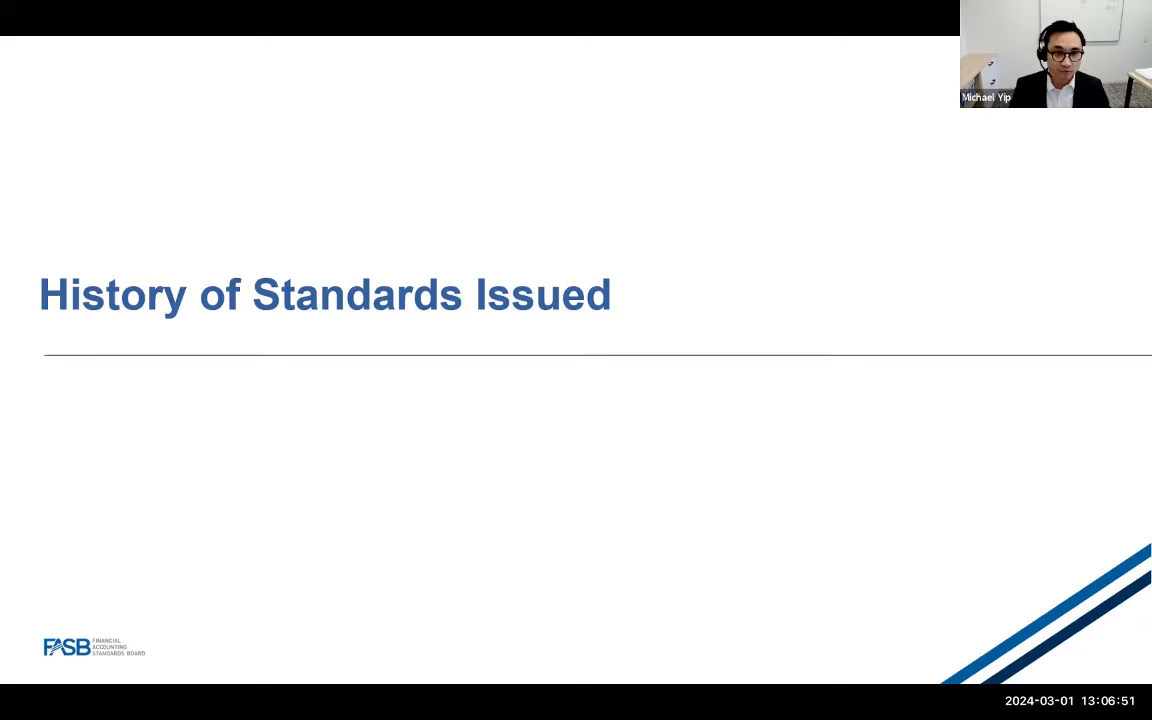 Michael Yip
History of Standards Issued
FASB
FINANCIAL
ACCOUNTING
STANDARDS BOARD
2024-03-01 13:06:51